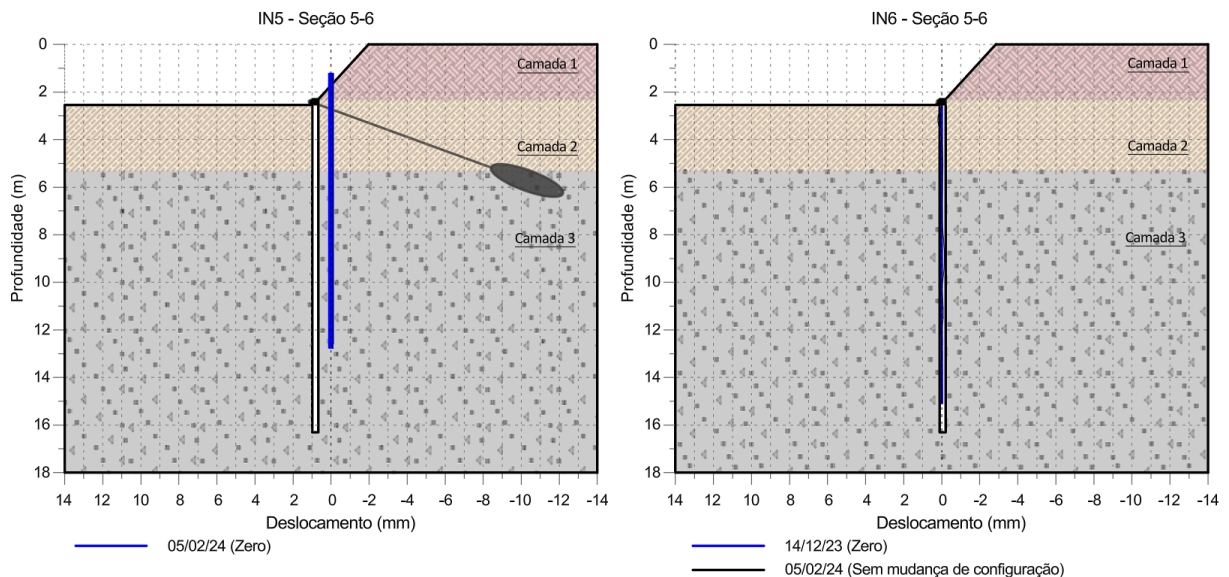 IN5 - Seção 5-6
0
2
4
6
8
10
12
14
16
18
Profundidade (m)
Camada 1
Camada 2
Camada 3
14 12 10 8 6 4 2 0 -2 -4 -6 -8 -10 -12 -14
Deslocamento (mm)
05/02/24 (Zero)
IN6 - Seção 5-6
0
2
4
6
8
10
12
14
16
18
Profundidade (m)
Camada 1
Camada 2
Camada 3
14 12 10 8 6 4 2 0 -2 -4 -6 -8 -10 -12 -14
Deslocamento (mm)
14/12/23 (Zero)
05/02/24 (Sem mudança de configuração)